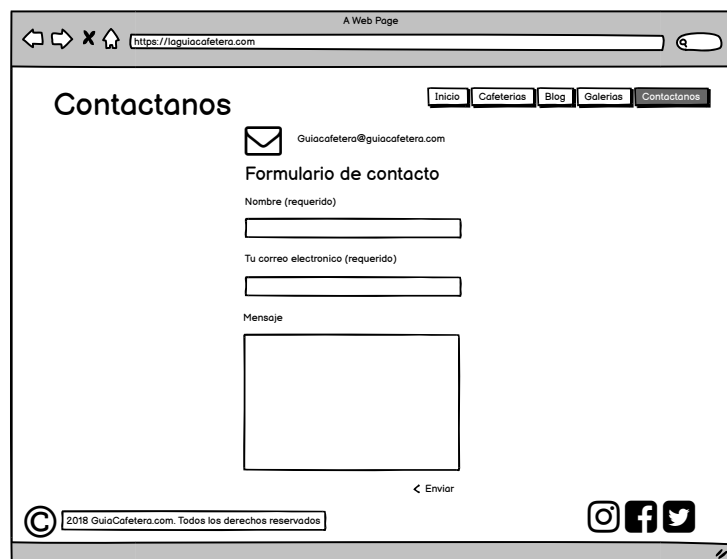 A Web Page
https://laguiacafetera.com
Contactanos
Inicio Cafeterias Blog Galerias Contactanos
Guiacafetera@guiacafetera.com
Formulario de contacto
Nombre (requerido)
Tu correo electronico (requerido)
Mensaje
< Enviar
© 2018 GuiaCafetera.com. Todos los derechos reservados